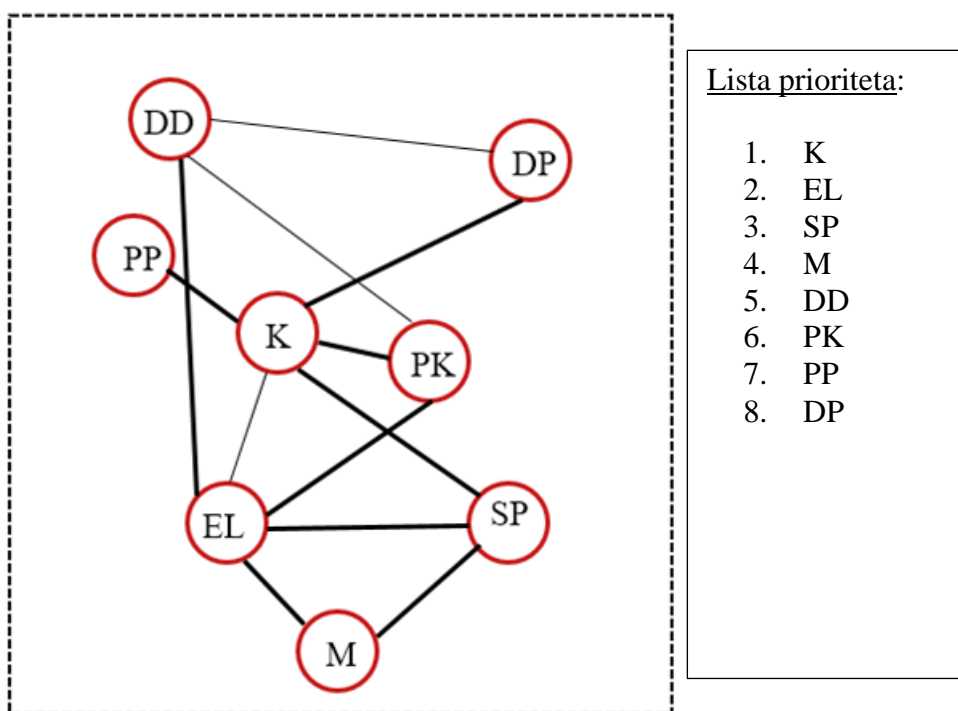 DD
DP
PP
K
PK
EL
SP
M
Lista prioriteta:
1. K
2. EL
3. SP
4. M
5. DD
6. PK
7. PP
8. DP